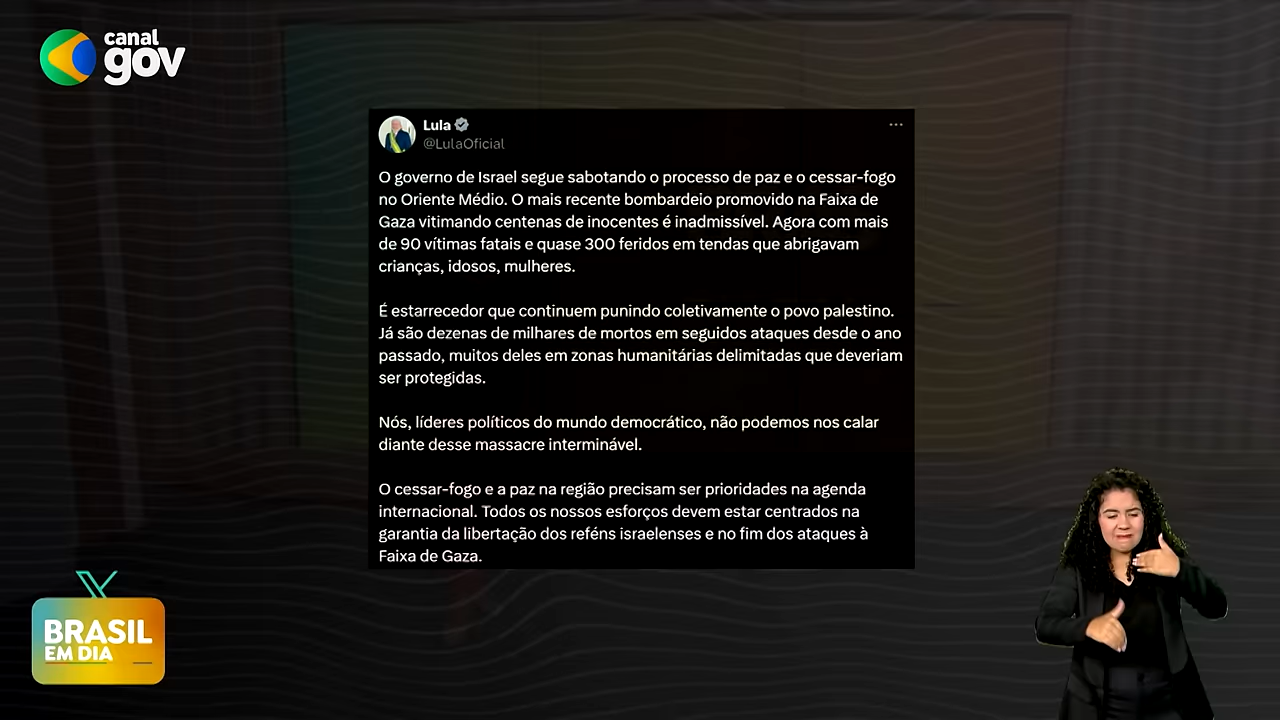 canal
gov
Lula
@LulaOficial
O governo de Israel segue sabotando o processo de paz e o cessar-fogo
no Oriente Médio. O mais recente bombardeio promovido na Faixa de
Gaza vitimando centenas de inocentes é inadmissível. Agora com mais
de 90 vítimas fatais e quase 300 feridos em tendas que abrigavam
crianças, idosos, mulheres.
É estarrecedor que continuem punindo coletivamente o povo palestino.
Já são dezenas de milhares de mortos em seguidos ataques desde o ano
passado, muitos deles em zonas humanitárias delimitadas que deveriam
ser protegidas.
Nós, líderes políticos do mundo democrático, não podemos nos calar
diante desse massacre interminável.
O cessar-fogo e a paz na região precisam ser prioridades na agenda
internacional. Todos os nossos esforços devem estar centrados na
garantia da libertação dos reféns israelenses e no fim dos ataques à
Faixa de Gaza.
BRASIL
EM DIA